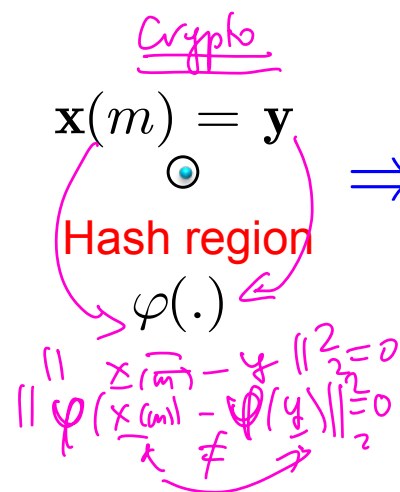 Crypto
x(m) = y
⇒
Hash region
φ(.)
‖ x(m) - y ‖²₂ = 0
‖ φ(x(m)) - φ(y) ‖²₂ = 0
≠